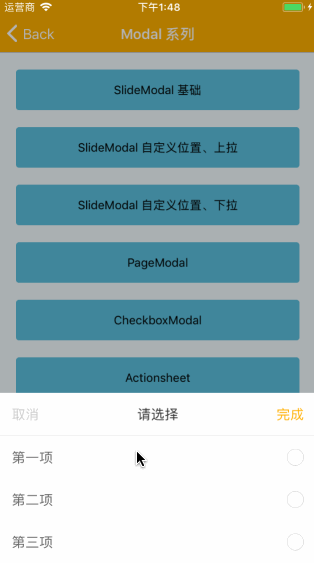 运营商 下午1:48
Back Modal 系列
SlideModal 基础
SlideModal 自定义位置、上拉
SlideModal 自定义位置、下拉
PageModal
CheckboxModal
Actionsheet
取消 请选择 完成
第一项
第二项
第三项